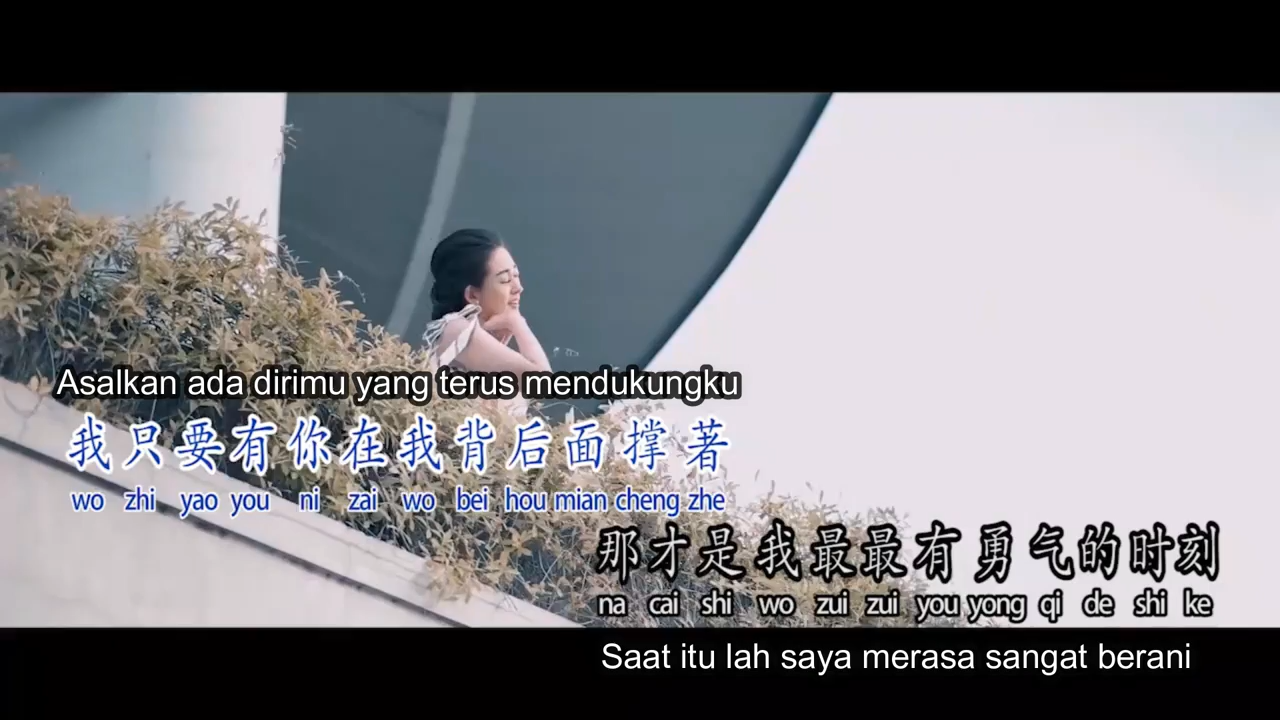 Asalkan ada dirimu yang terus mendukungku
我只要有你在我背后面撑著
wo zhi yao you ni zai wo bei hou mian cheng zhe
那才是我最最有勇气的时刻
na cai shi wo zui zui you yong qi de shi ke
Saat itu lah saya merasa sangat berani